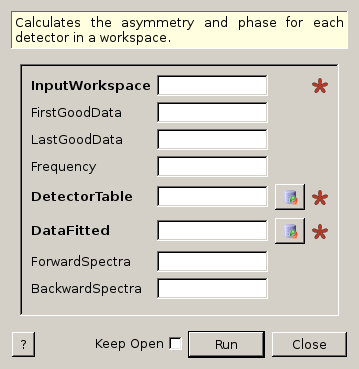 Calculates the asymmetry and phase for each
detector in a workspace.
InputWorkspace
FirstGoodData
LastGoodData
Frequency
DetectorTable
DataFitted
ForwardSpectra
BackwardSpectra
? Keep Open Run Close